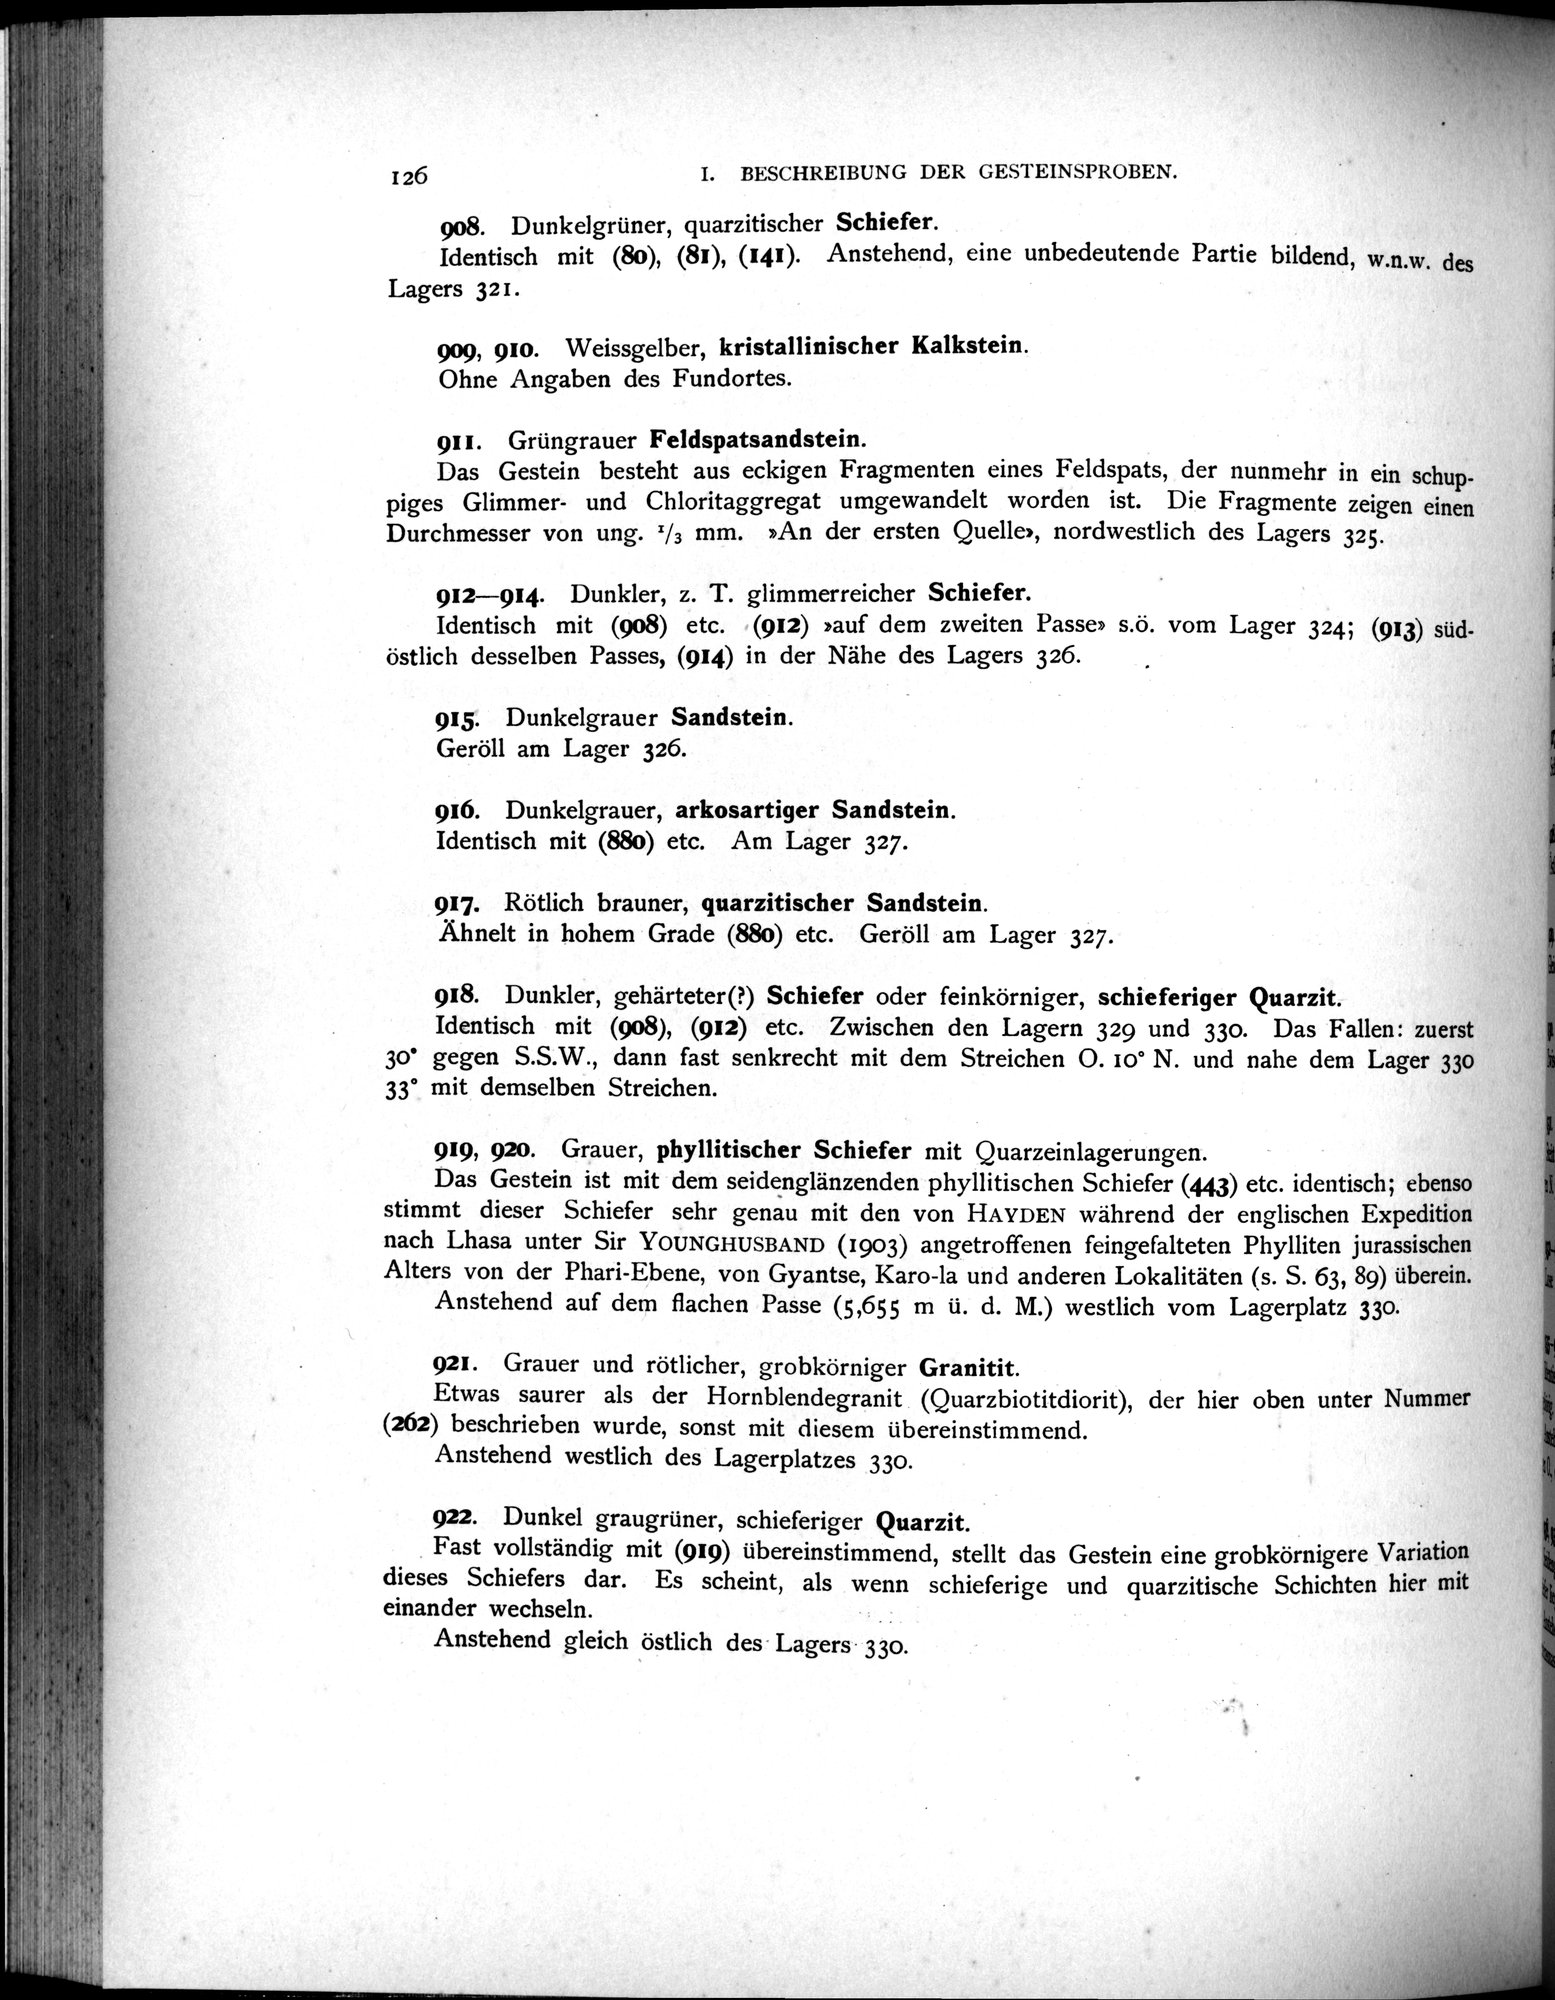 126 I. BESCHREIBUNG DER GESTEINSPROBEN.
908. Dunkelgrüner, quarzitischer Schiefer.
Identisch mit (80), (81), (141). Anstehend, eine unbedeutende Partie bildend, w.n.w. des
Lagers 321.
909, 910. Weissgelber, kristallinischer Kalkstein.
Ohne Angaben des Fundortes.
911. Grüngrauer Feldspatsandstein.
Das Gestein besteht aus eckigen Fragmenten eines Feldspats, der nunmehr in ein schup-
piges Glimmer- und Chloritaggregat umgewandelt worden ist. Die Fragmente zeigen einen
Durchmesser von ung. 1/3 mm. »An der ersten Quelle», nordwestlich des Lagers 325.
912—914. Dunkler, z. T. glimmerreicher Schiefer.
Identisch mit (908) etc. (912) »auf dem zweiten Passe» s.ö. vom Lager 324; (913) süd-
östlich desselben Passes, (914) in der Nähe des Lagers 326.
915. Dunkelgrauer Sandstein.
Geröll am Lager 326.
916. Dunkelgrauer, arkosartiger Sandstein.
Identisch mit (880) etc. Am Lager 327.
917. Rötlich brauner, quarzitischer Sandstein.
Ähnelt in hohem Grade (880) etc. Geröll am Lager 327.
918. Dunkler, gehärteter(?) Schiefer oder feinkörniger, schieferiger Quarzit.
Identisch mit (908), (912) etc. Zwischen den Lagern 329 und 330. Das Fallen: zuerst
30° gegen S.S.W., dann fast senkrecht mit dem Streichen O. 10° N. und nahe dem Lager 330
33° mit demselben Streichen.
919, 920. Grauer, phyllitischer Schiefer mit Quarzeinlagerungen.
Das Gestein ist mit dem seidenglänzenden phyllitischen Schiefer (443) etc. identisch; ebenso
stimmt dieser Schiefer sehr genau mit den von HAYDEN während der englischen Expedition
nach Lhasa unter Sir YOUNGHUSBAND (1903) angetroffenen feingefalteten Phylliten jurassischen
Alters von der Phari-Ebene, von Gyantse, Karo-la und anderen Lokalitäten (s. S. 63, 89) überein.
Anstehend auf dem flachen Passe (5,655 m ü. d. M.) westlich vom Lagerplatz 330.
921. Grauer und rötlicher, grobkörniger Granitit.
Etwas saurer als der Hornblendegranit (Quarzbiotitdiorit), der hier oben unter Nummer
(262) beschrieben wurde, sonst mit diesem übereinstimmend.
Anstehend westlich des Lagerplatzes 330.
922. Dunkel graugrüner, schieferiger Quarzit.
Fast vollständig mit (919) übereinstimmend, stellt das Gestein eine grobkörnigere Variation
dieses Schiefers dar. Es scheint, als wenn schieferige und quarzitische Schichten hier mit
einander wechseln.
Anstehend gleich östlich des Lagers 330.